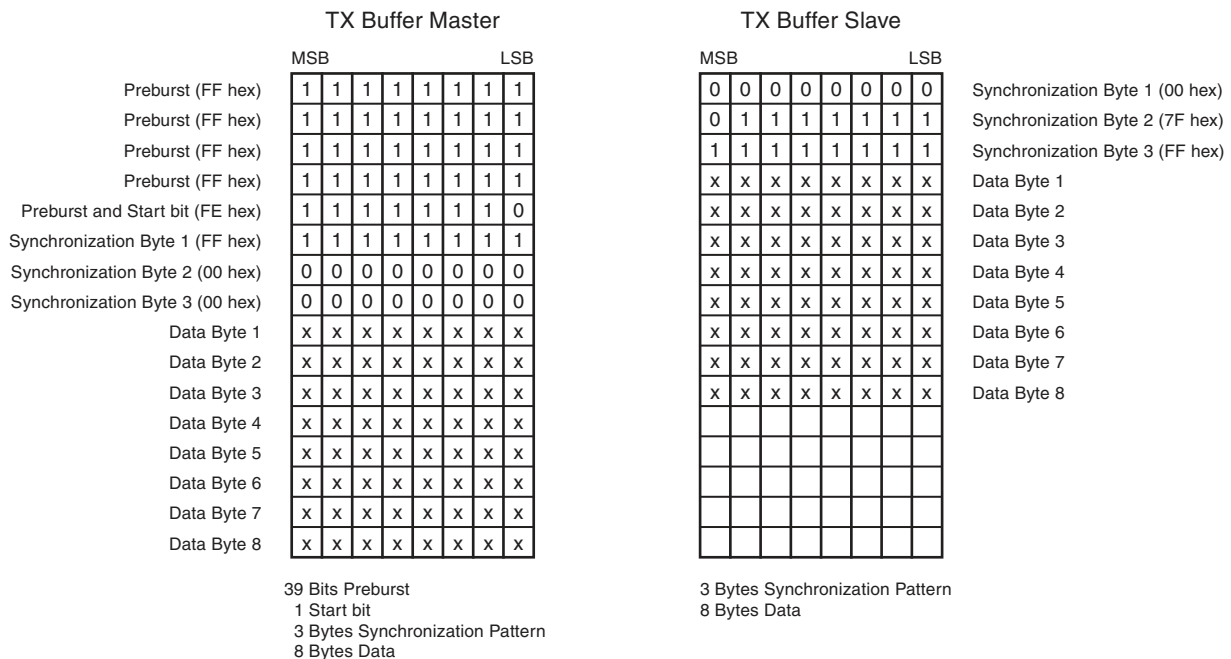 TX Buffer Master
MSB LSB
Preburst (FF hex) 1 1 1 1 1 1 1 1
Preburst (FF hex) 1 1 1 1 1 1 1 1
Preburst (FF hex) 1 1 1 1 1 1 1 1
Preburst (FF hex) 1 1 1 1 1 1 1 1
Preburst and Start bit (FE hex) 1 1 1 1 1 1 1 0
Synchronization Byte 1 (FF hex) 1 1 1 1 1 1 1 1
Synchronization Byte 2 (00 hex) 0 0 0 0 0 0 0 0
Synchronization Byte 3 (00 hex) 0 0 0 0 0 0 0 0
Data Byte 1 x x x x x x x x
Data Byte 2 x x x x x x x x
Data Byte 3 x x x x x x x x
Data Byte 4 x x x x x x x x
Data Byte 5 x x x x x x x x
Data Byte 6 x x x x x x x x
Data Byte 7 x x x x x x x x
Data Byte 8 x x x x x x x x
39 Bits Preburst
1 Start bit
3 Bytes Synchronization Pattern
8 Bytes Data
TX Buffer Slave
MSB LSB
0 0 0 0 0 0 0 0 Synchronization Byte 1 (00 hex)
0 1 1 1 1 1 1 1 Synchronization Byte 2 (7F hex)
1 1 1 1 1 1 1 1 Synchronization Byte 3 (FF hex)
x x x x x x x x Data Byte 1
x x x x x x x x Data Byte 2
x x x x x x x x Data Byte 3
x x x x x x x x Data Byte 4
x x x x x x x x Data Byte 5
x x x x x x x x Data Byte 6
x x x x x x x x Data Byte 7
x x x x x x x x Data Byte 8
3 Bytes Synchronization Pattern
8 Bytes Data